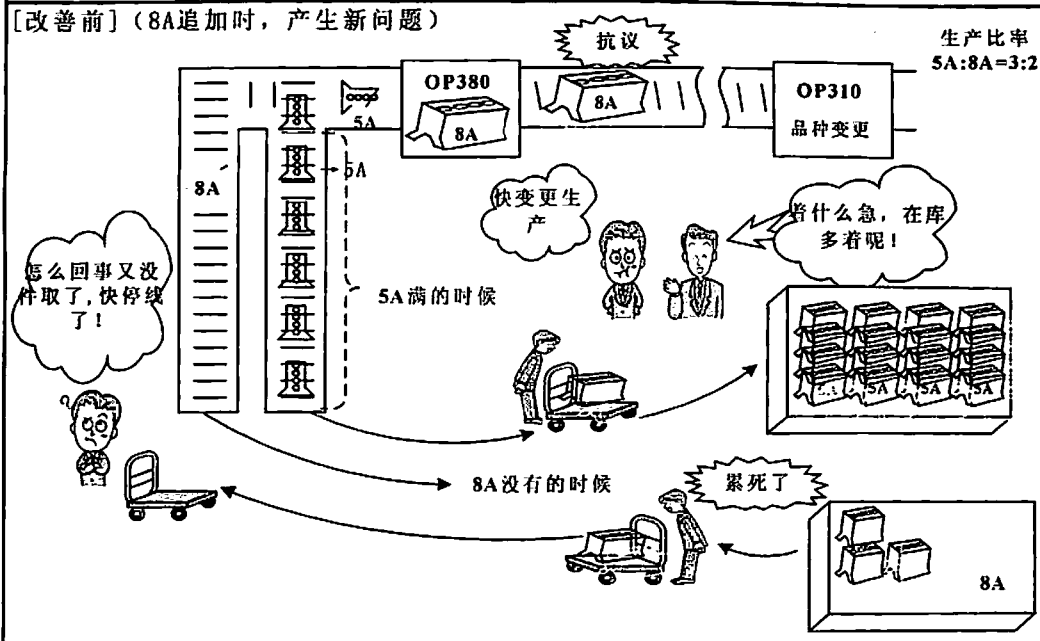 [改善前]（8A追加时，产生新问题）
抗议
生产比率
5A:8A=3:2
OP380
8A
8A
5A
OP310
品种变更
5A
8A
快变更生
产
着什么急，在库
多着呢！
怎么回事又没
件取了,快停线
了！
5A满的时候
5A
5A
5A
8A没有的时候
累死了
8A